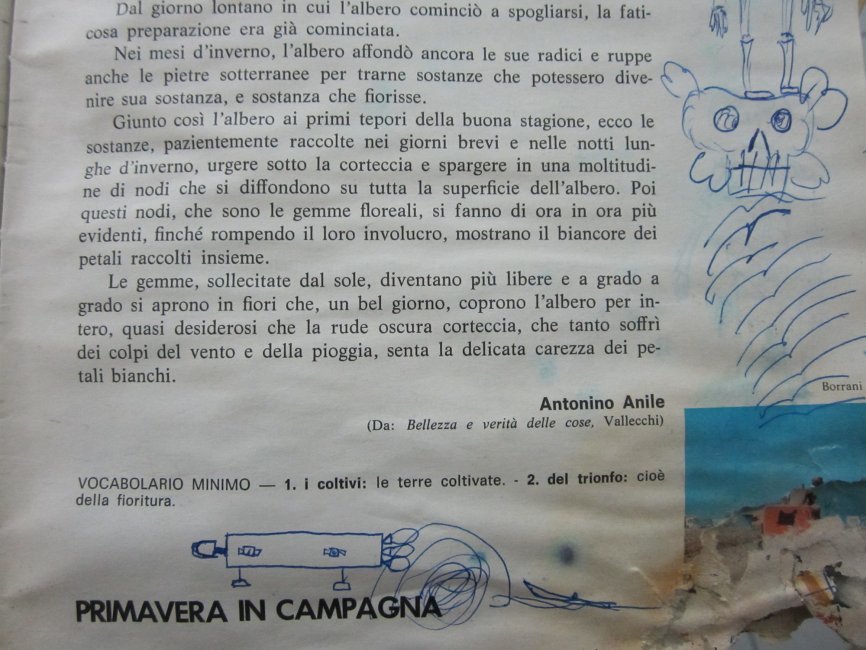 Dal giorno lontano in cui l'albero cominciò a spogliarsi, la fati-
cosa preparazione era già cominciata.
Nei mesi d'inverno, l'albero affondò ancora le sue radici e ruppe
anche le pietre sotterranee per trarne sostanze che potessero dive-
nire sua sostanza, e sostanza che fiorisse.
Giunto così l'albero ai primi tepori della buona stagione, ecco le
sostanze, pazientemente raccolte nei giorni brevi e nelle notti lun-
ghe d'inverno, urgere sotto la corteccia e spargere in una moltitudi-
ne di nodi che si diffondono su tutta la superficie dell'albero. Poi
questi nodi, che sono le gemme floreali, si fanno di ora in ora più
evidenti, finché rompendo il loro involucro, mostrano il biancore dei
petali raccolti insieme.
Le gemme, sollecitate dal sole, diventano più libere e a grado a
grado si aprono in fiori che, un bel giorno, coprono l'albero per in-
tero, quasi desiderosi che la rude oscura corteccia, che tanto soffrì
dei colpi del vento e della pioggia, senta la delicata carezza dei pe-
tali bianchi.
Borrani
Antonino Anile
(Da: Bellezza e verità delle cose, Vallecchi)
VOCABOLARIO MINIMO — 1. i coltivi: le terre coltivate. - 2. del trionfo: cioè
della fioritura.
PRIMAVERA IN CAMPAGNA